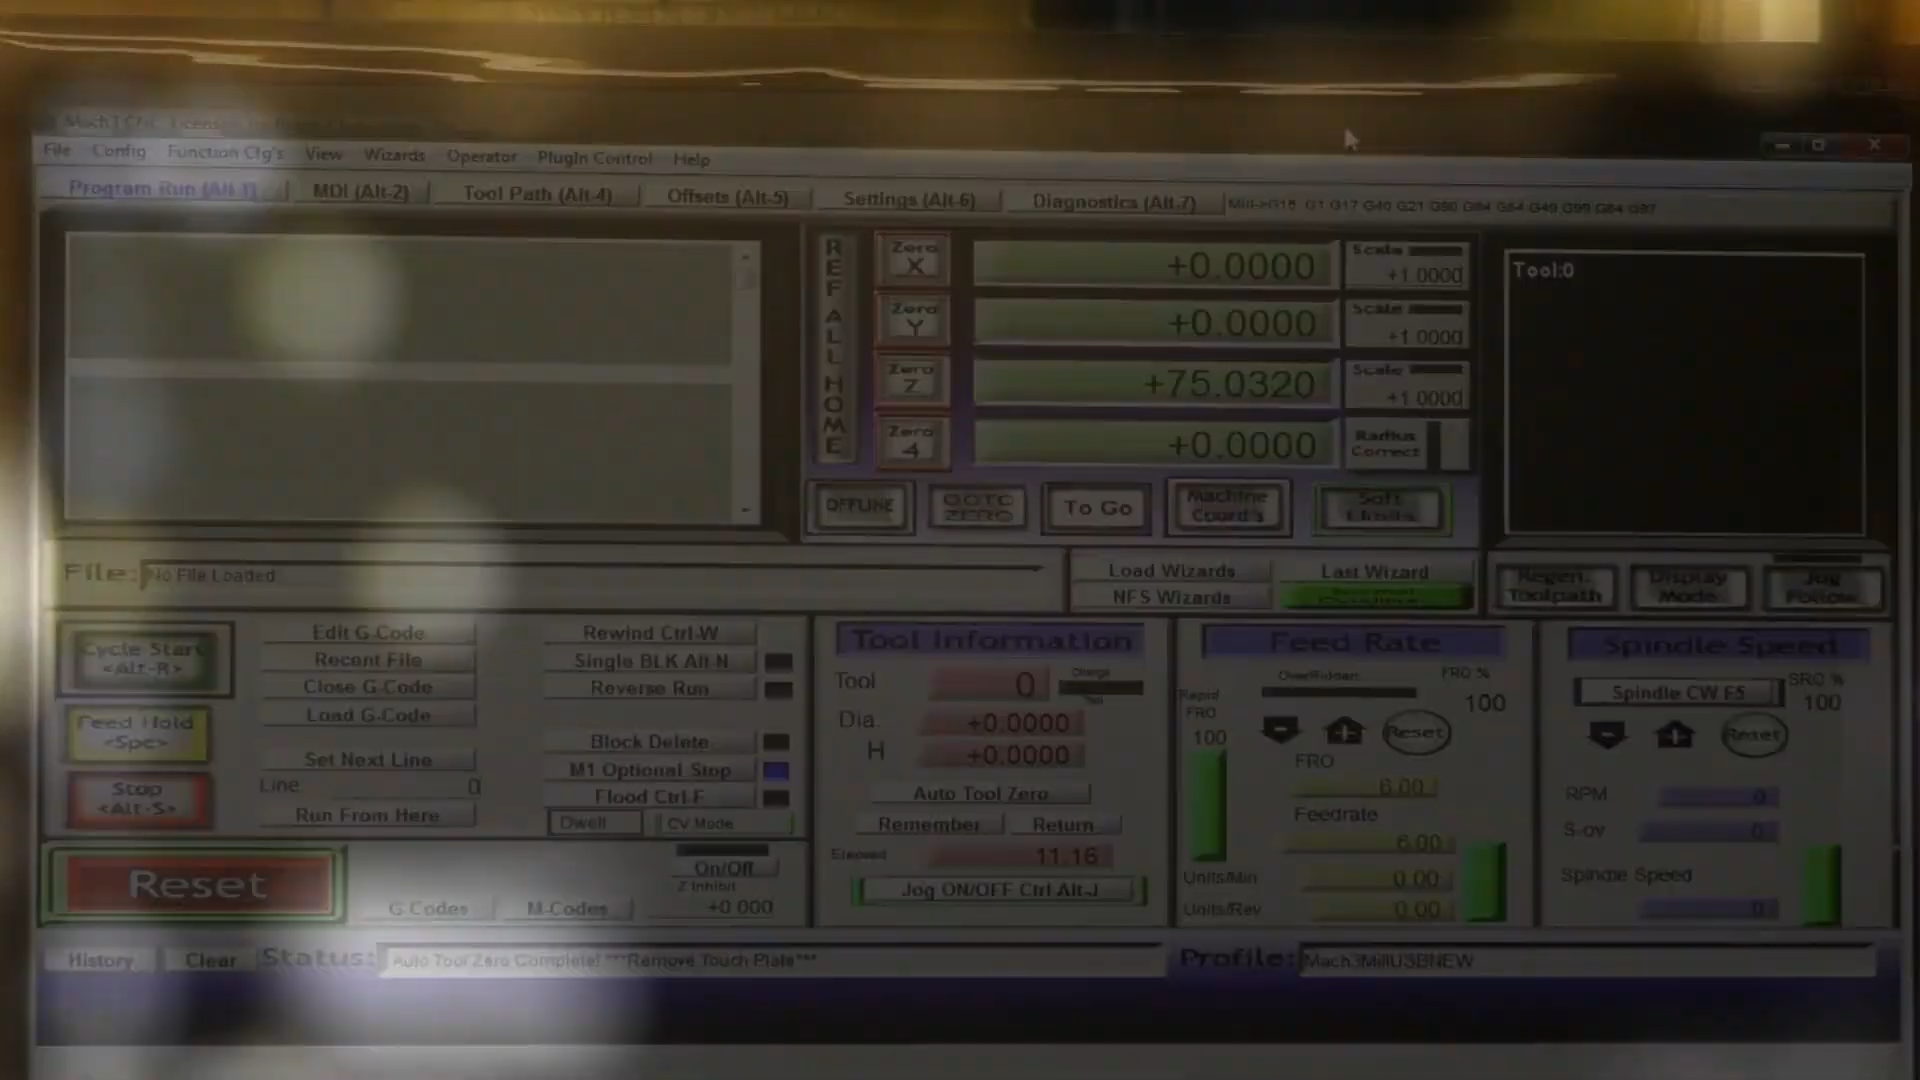 Mach3 CNC
File Config Function Cfg's View Wizards Operator PlugIn Control Help
Program Run (Alt-1) MDI (Alt-2) Tool Path (Alt-4) Offsets (Alt-5) Settings (Alt-6) Diagnostics (Alt-7)
REF ALL HOME
Zero X +0.0000 Scale +1.0000
Zero Y +0.0000 Scale +1.0000
Zero Z +75.0320 Scale +1.0000
Zero 4 +0.0000 Radius Correct
Tool:0
OFFLINE GOTO ZERO To Go Machine Coord's Soft Limits
File: No File Loaded.
Load Wizards Last Wizard
NFS Wizards
Regen. Toolpath Display Mode Jog Follow
Cycle Start <Alt-R>
Feed Hold <Spc>
Stop <Alt-S>
Edit G-Code
Recent File
Close G-Code
Load G-Code
Set Next Line
Line 0
Run From Here
Rewind Ctrl-W
Single BLK Alt-N
Reverse Run
Block Delete
M1 Optional Stop
Flood Ctrl-F
Dwell CV Mode
Reset
G-Codes M-Codes
On/Off
Z Inhibit
+0.000
Tool Information
Tool 0 Change Tool
Dia. +0.0000
H +0.0000
Auto Tool Zero
Remember Return
Elapsed 11.16
Jog ON/OFF Ctrl-Alt-J
Feed Rate
OverRidden FRO %
100
Rapid FRO
100
Reset
FRO
6.00
Feedrate
6.00
Units/Min 0.00
Units/Rev 0.00
Spindle Speed
Spindle CW F5 SRO %
100
Reset
RPM 0
S-ov 0
Spindle Speed
0
History Clear Status: Auto Tool Zero Complete! ***Remove Touch Plate*** Profile: Mach3MillUSBNEW